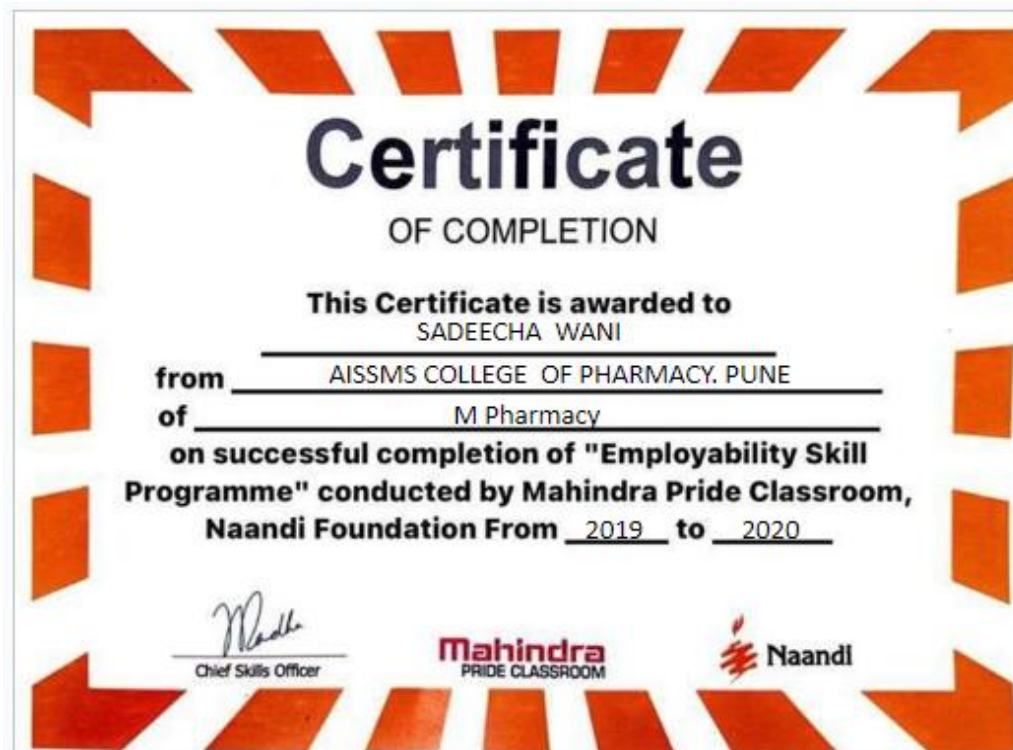 Certificate
OF COMPLETION
This Certificate is awarded to
SADEECHA WANI
from AISSMS COLLEGE OF PHARMACY. PUNE
of M Pharmacy
on successful completion of "Employability Skill
Programme" conducted by Mahindra Pride Classroom,
Naandi Foundation From 2019 to 2020
Chief Skills Officer
Mahindra
PRIDE CLASSROOM
Naandi